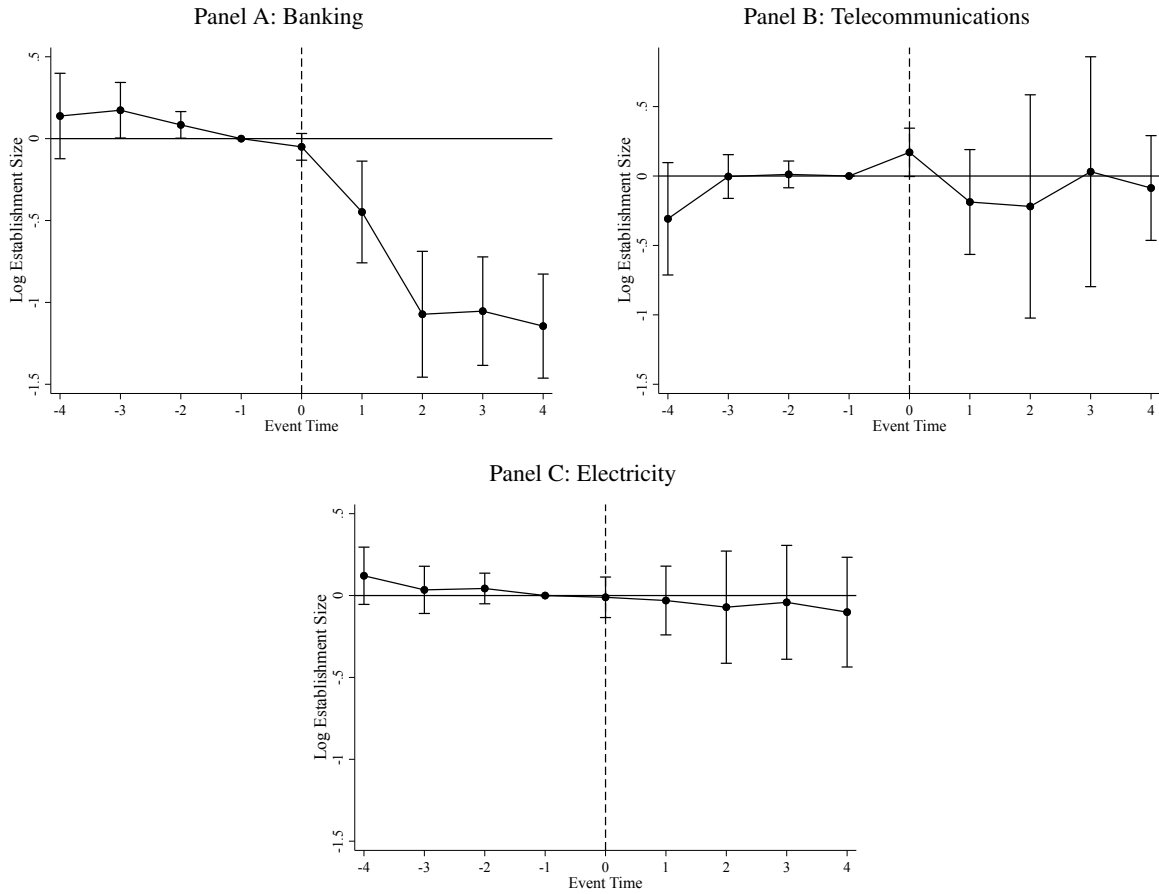 Panel A: Banking
Log Establishment Size
.5
0
-.5
-1
-1.5
-4 -3 -2 -1 0 1 2 3 4
Event Time
Panel B: Telecommunications
Log Establishment Size
.5
0
-.5
-1
-1.5
-4 -3 -2 -1 0 1 2 3 4
Event Time
Panel C: Electricity
Log Establishment Size
.5
0
-.5
-1
-1.5
-4 -3 -2 -1 0 1 2 3 4
Event Time